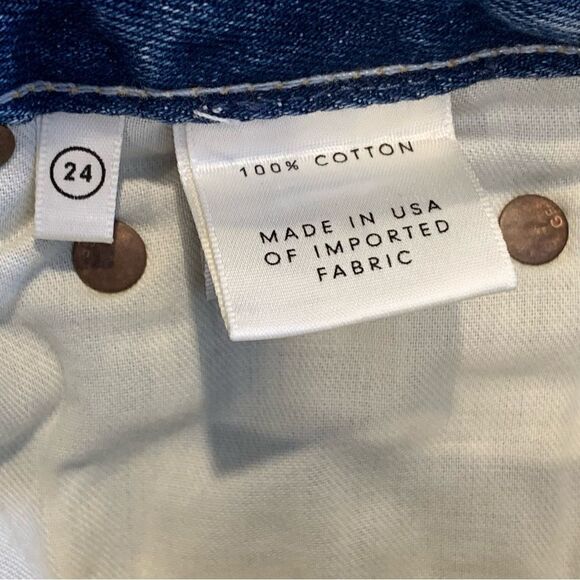 24
100% COTTON
MADE IN USA
OF IMPORTED
FABRIC